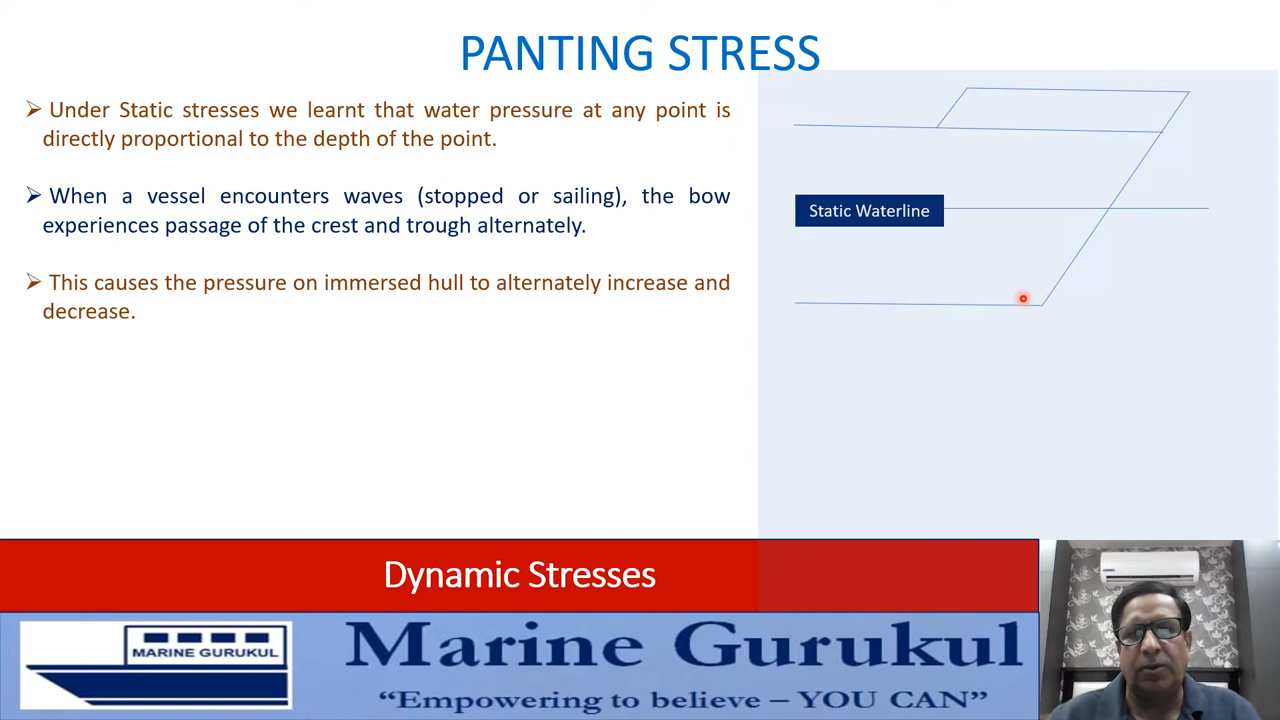 PANTING STRESS
➢ Under Static stresses we learnt that water pressure at any point is
directly proportional to the depth of the point.
➢ When a vessel encounters waves (stopped or sailing), the bow
experiences passage of the crest and trough alternately.
➢ This causes the pressure on immersed hull to alternately increase and
decrease.
Static Waterline
Dynamic Stresses
MARINE GURUKUL
Marine Gurukul
“Empowering to believe – YOU CAN”